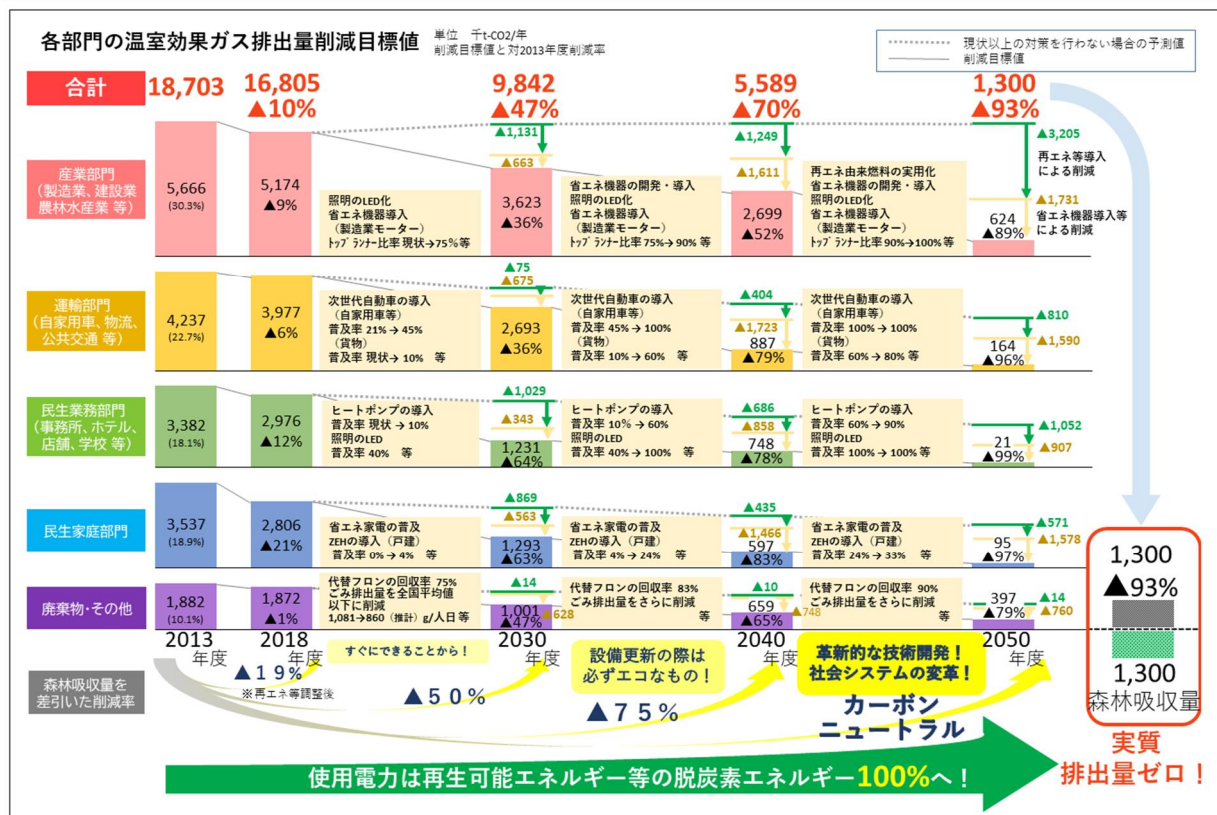 各部門の温室効果ガス排出量削減目標値
単位　千t-CO2/年
削減目標値と対2013年度削減率
現状以上の対策を行わない場合の予測値
削減目標値
合計
18,703
16,805
▲10%
9,842
▲47%
5,589
▲70%
1,300
▲93%
産業部門
（製造業、建設業
農林水産業 等）
5,666
(30.3%)
5,174
▲9%
照明のLED化
省エネ機器導入
（製造業モーター）
トップランナー比率 現状→75%等
▲1,131
▲663
3,623
▲36%
省エネ機器の開発・導入
照明のLED化
省エネ機器導入
（製造業モーター）
トップランナー比率 75%→90% 等
▲1,249
▲1,611
2,699
▲52%
再エネ由来燃料の実用化
省エネ機器の開発・導入
照明のLED化
省エネ機器導入
（製造業モーター）
トップランナー比率 90%→100% 等
▲3,205
再エネ等導入
による削減
▲1,731
省エネ機器導入等
による削減
624
▲89%
運輸部門
（自家用車、物流、
公共交通 等）
4,237
(22.7%)
3,977
▲6%
次世代自動車の導入
（自家用車等）
普及率 21%→ 45%
（貨物）
普及率 現状→ 10%　等
▲75
▲675
2,693
▲36%
次世代自動車の導入
（自家用車等）
普及率 45%→ 100%
（貨物）
普及率 10%→ 60%　等
▲404
▲1,723
887
▲79%
次世代自動車の導入
（自家用車等）
普及率 100%→ 100%
（貨物）
普及率 60%→ 80% 等
▲810
▲1,590
164
▲96%
民生業務部門
（事務所、ホテル、
店舗、学校 等）
3,382
(18.1%)
2,976
▲12%
ヒートポンプの導入
普及率 現状 → 10%
照明のLED
普及率 40%　等
▲1,029
▲343
1,231
▲64%
ヒートポンプの導入
普及率 10%→ 60%
照明のLED
普及率 40%→ 100% 等
▲686
▲858
748
▲78%
ヒートポンプの導入
普及率 60%→ 90%
照明のLED
普及率 100%→ 100% 等
▲1,052
▲907
21
▲99%
民生家庭部門
3,537
(18.9%)
2,806
▲21%
省エネ家電の普及
ZEHの導入（戸建）
普及率 0%→ 4%　等
▲869
▲563
1,293
▲63%
省エネ家電の普及
ZEHの導入（戸建）
普及率 4%→ 24%　等
▲435
▲1,466
597
▲83%
省エネ家電の普及
ZEHの導入（戸建）
普及率 24%→ 33%　等
▲571
▲1,578
95
▲97%
廃棄物・その他
1,882
(10.1%)
1,872
▲1%
代替フロンの回収率 75%
ごみ排出量を全国平均値
以下に削減
1,081→860（推計）g/人日 等
▲14
▲628
1,001
▲47%
代替フロンの回収率 83%
ごみ排出量をさらに削減
等
▲10
▲748
659
▲65%
代替フロンの回収率 90%
ごみ排出量をさらに削減
等
▲14
▲760
397
▲79%
2013
年度
2018
年度
2030
年度
2040
年度
2050
年度
森林吸収量を
差引いた削減率
▲19%
※再エネ等調整後
すぐにできることから！
▲50%
設備更新の際は
必ずエコなもの！
▲75%
革新的な技術開発！
社会システムの変革！
カーボン
ニュートラル
使用電力は再生可能エネルギー等の脱炭素エネルギー100%へ！
1,300
▲93%
1,300
森林吸収量
実質
排出量ゼロ！